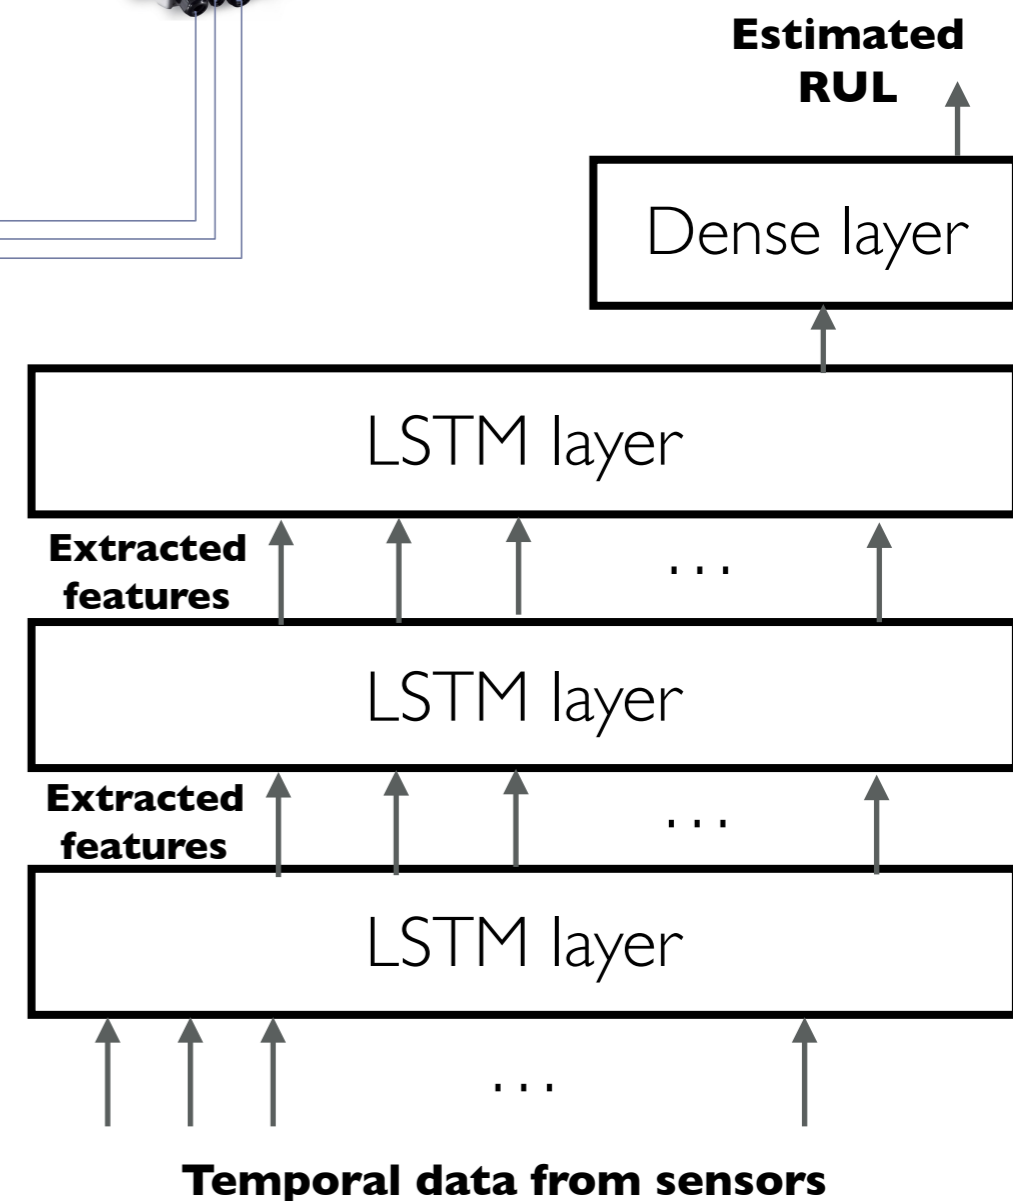 Estimated
RUL
Dense layer
LSTM layer
Extracted
features
. . .
LSTM layer
Extracted
features
. . .
LSTM layer
. . .
Temporal data from sensors